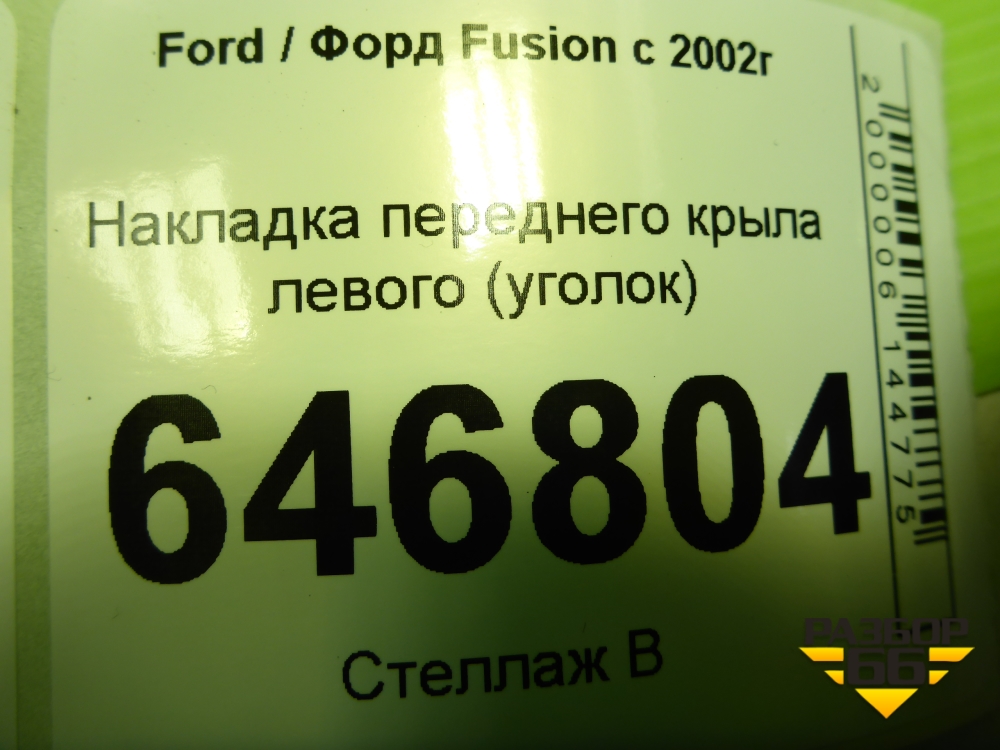 Ford / Форд Fusion с 2002г
Накладка переднего крыла
левого (уголок)
646804
Стеллаж В
2000006144775
РАЗБОР
66